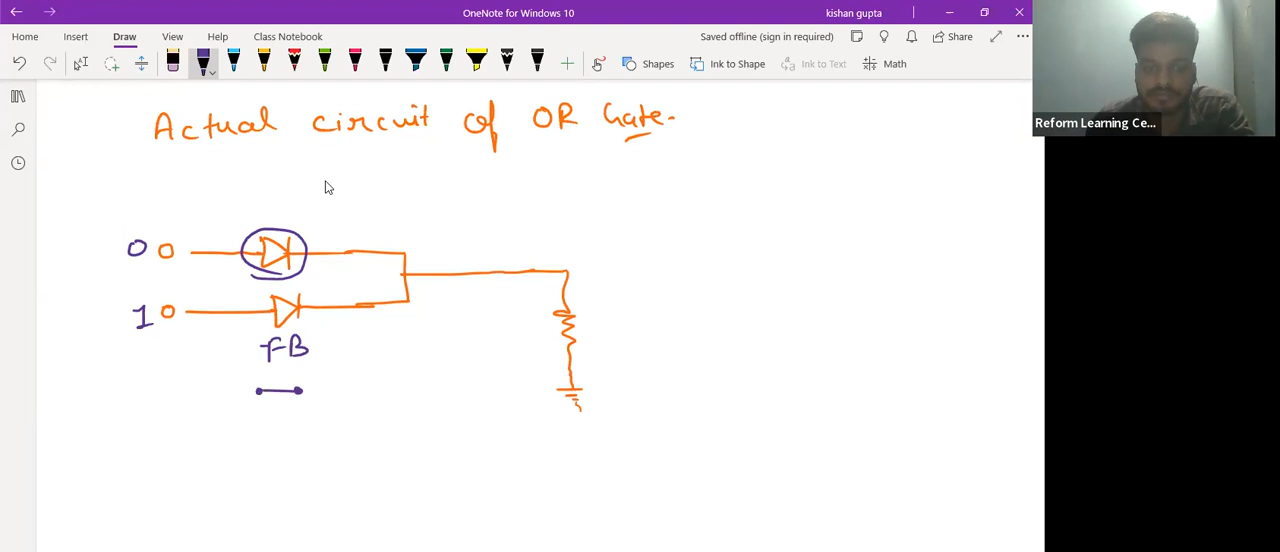 OneNote for Windows 10
kishan gupta
Home Insert Draw View Help Class Notebook
Saved offline (sign in required)
Share
Shapes
Ink to Shape
Ink to Text
Math
Reform Learning Ce...
Actual circuit of OR Gate.
0 0
1 0
FB